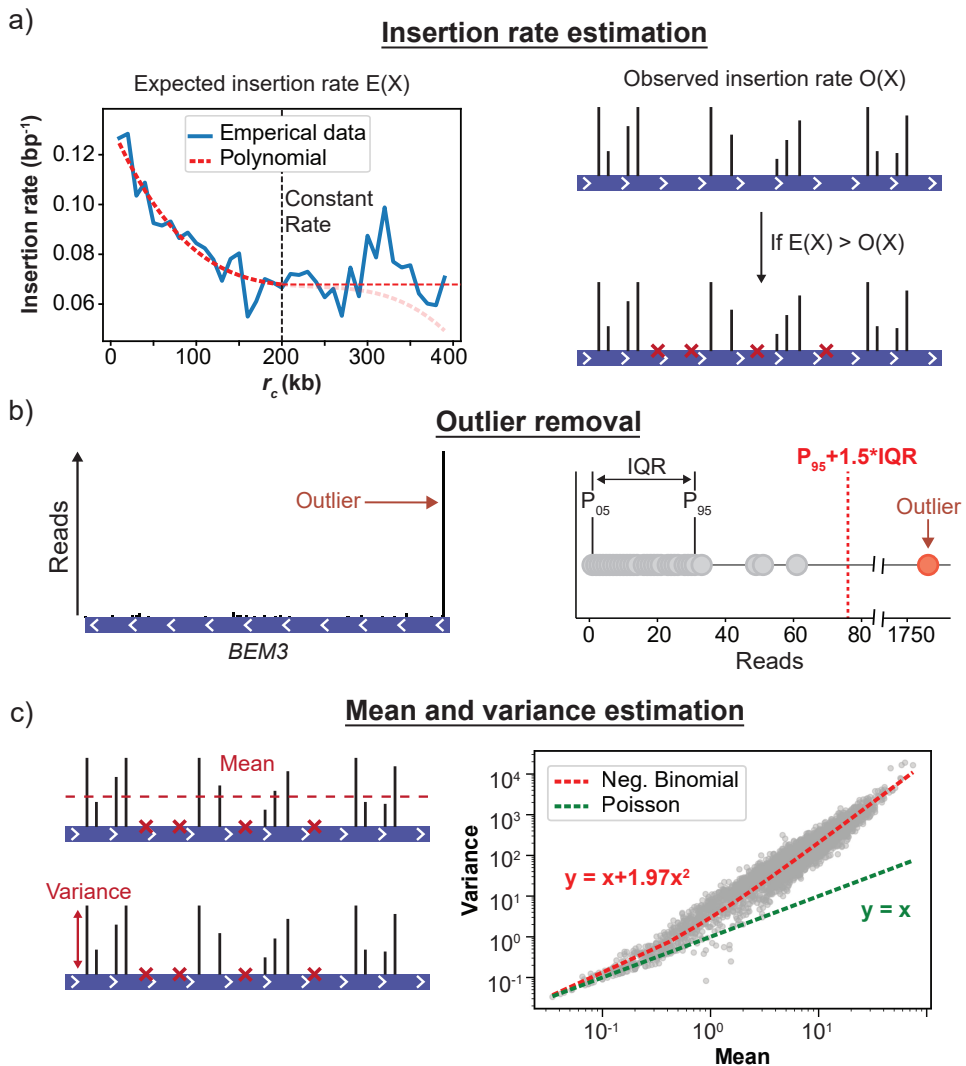 a)
Insertion rate estimation
Expected insertion rate E(X)
Insertion rate (bp⁻¹)
0.12
0.10
0.08
0.06
Emperical data
Polynomial
Constant
Rate
0
100
200
300
400
r_c (kb)
Observed insertion rate O(X)
If E(X) > O(X)
b)
Outlier removal
Reads
Outlier
BEM3
P₉₅+1.5*IQR
IQR
P₀₅
P₉₅
Outlier
0
20
40
60
80
1750
Reads
c)
Mean and variance estimation
Mean
Variance
Variance
10⁴
10³
10²
10¹
10⁰
10⁻¹
Neg. Binomial
Poisson
y = x+1.97x²
y = x
10⁻¹
10⁰
10¹
Mean